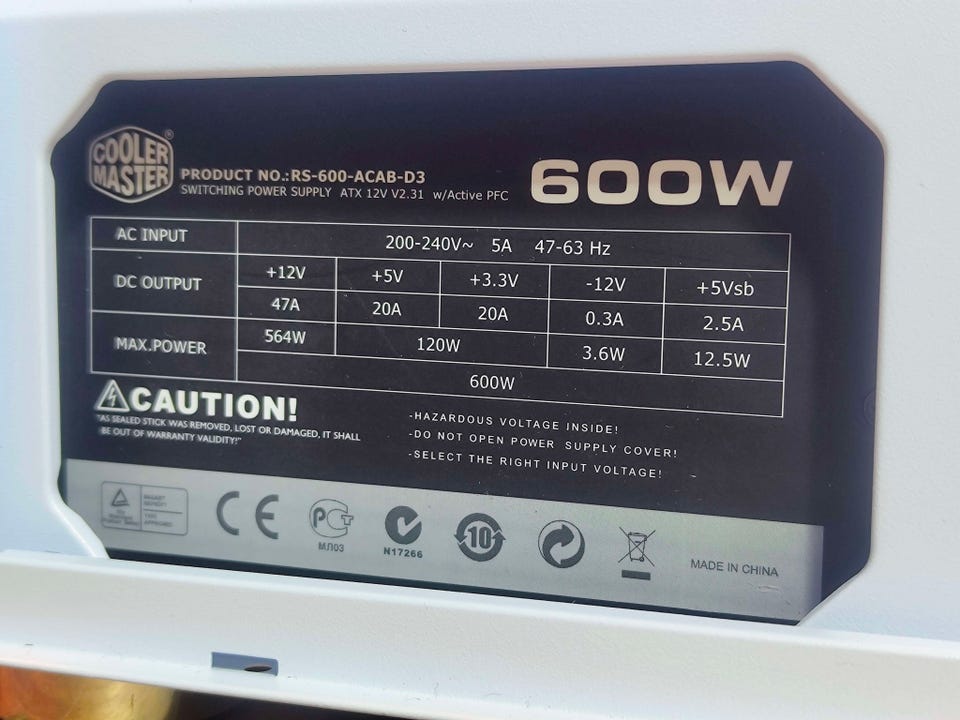 COOLER MASTER®
PRODUCT NO.:RS-600-ACAB-D3
SWITCHING POWER SUPPLY ATX 12V V2.31 w/Active PFC
600W
AC INPUT 200-240V~ 5A 47-63 Hz
DC OUTPUT +12V +5V +3.3V -12V +5Vsb
47A 20A 20A 0.3A 2.5A
MAX.POWER 564W 120W 3.6W 12.5W
600W
CAUTION!
"AS SEALED STICK WAS REMOVED, LOST OR DAMAGED, IT SHALL
BE OUT OF WARRANTY VALIDITY!"
-HAZARDOUS VOLTAGE INSIDE!
-DO NOT OPEN POWER SUPPLY COVER!
-SELECT THE RIGHT INPUT VOLTAGE!
CE
РСТ
МЛ03
N17266
10
MADE IN CHINA